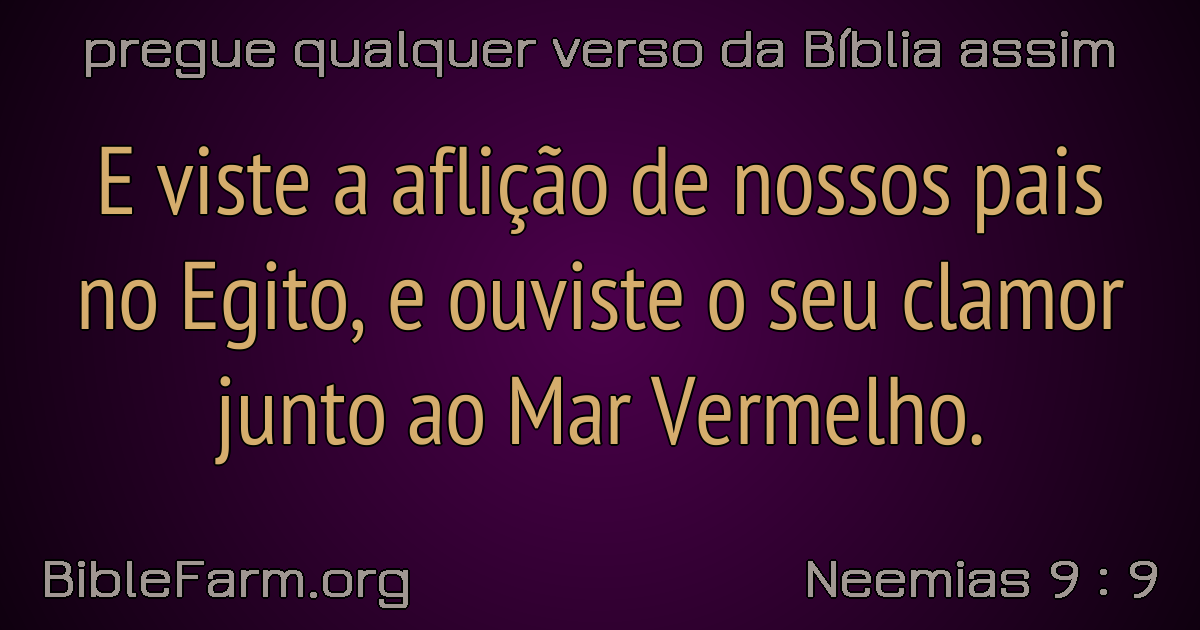 pregue qualquer verso da Bíblia assim
E viste a aflição de nossos pais
no Egito, e ouviste o seu clamor
junto ao Mar Vermelho.
BibleFarm.org
Neemias 9 : 9